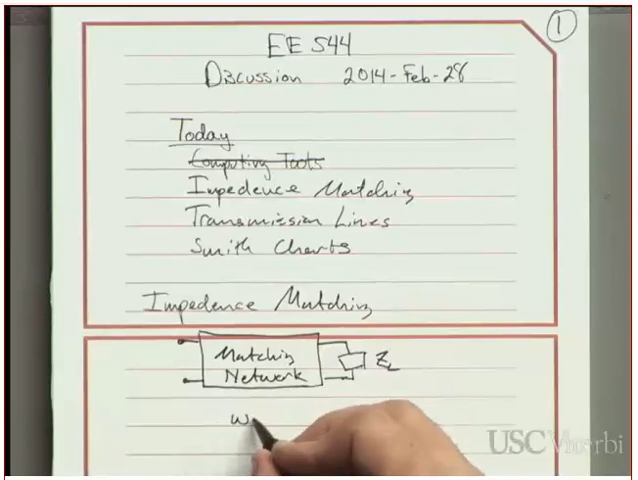 1
EE 544
Discussion 2014-Feb-28
Today
Computing Tools
Impedence Matching
Transmission Lines
Smith Charts
Impedence Matching
Matching
Network
Z_L
w
USC Viterbi